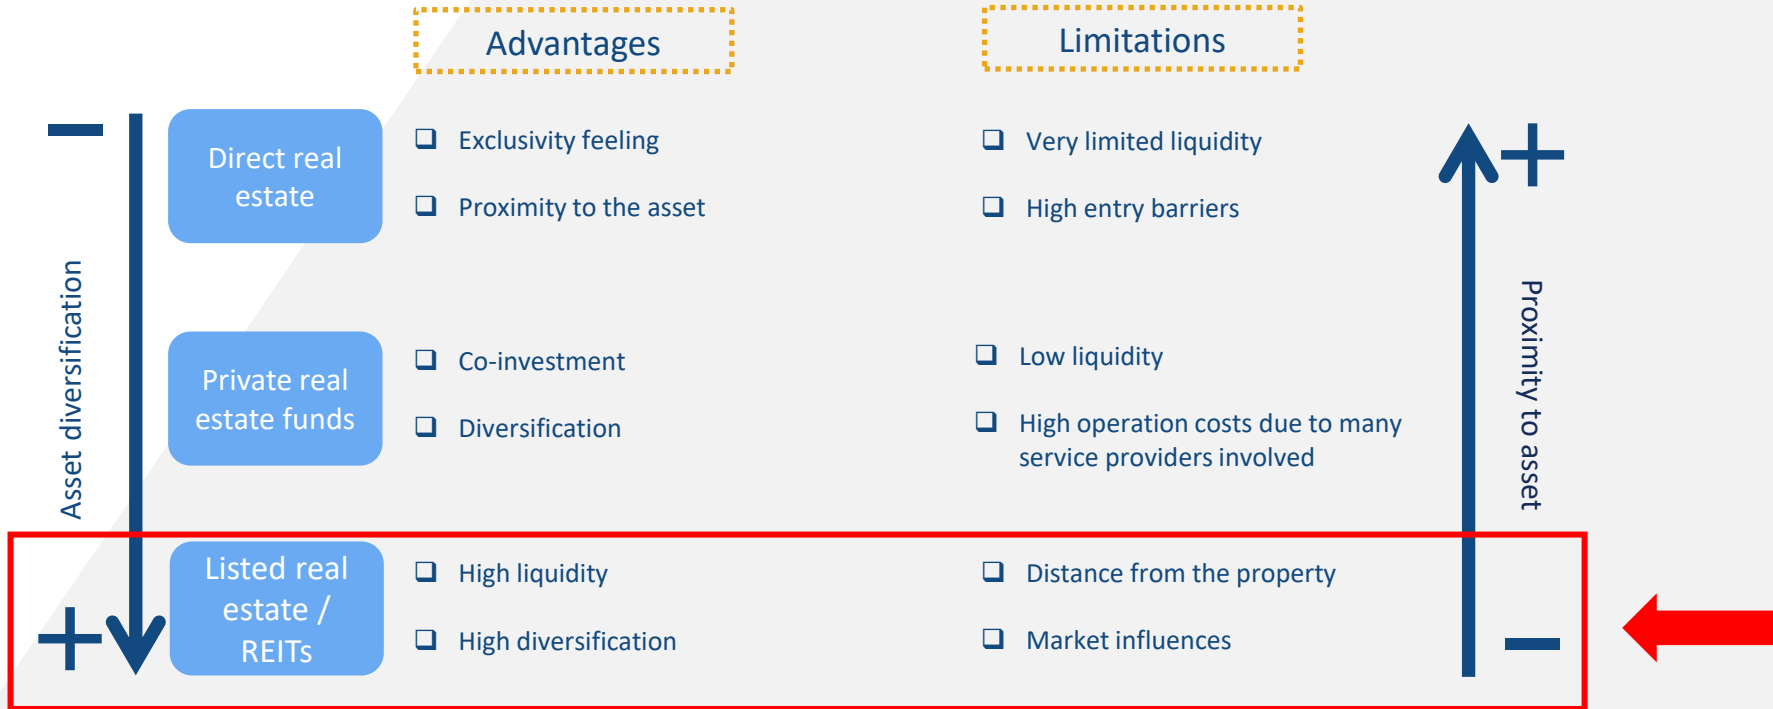 Advantages
Limitations
Asset diversification
Direct real
estate
Exclusivity feeling
Proximity to the asset
Very limited liquidity
High entry barriers
Private real
estate funds
Co-investment
Diversification
Low liquidity
High operation costs due to many
service providers involved
Listed real
estate /
REITs
High liquidity
High diversification
Distance from the property
Market influences
Proximity to asset